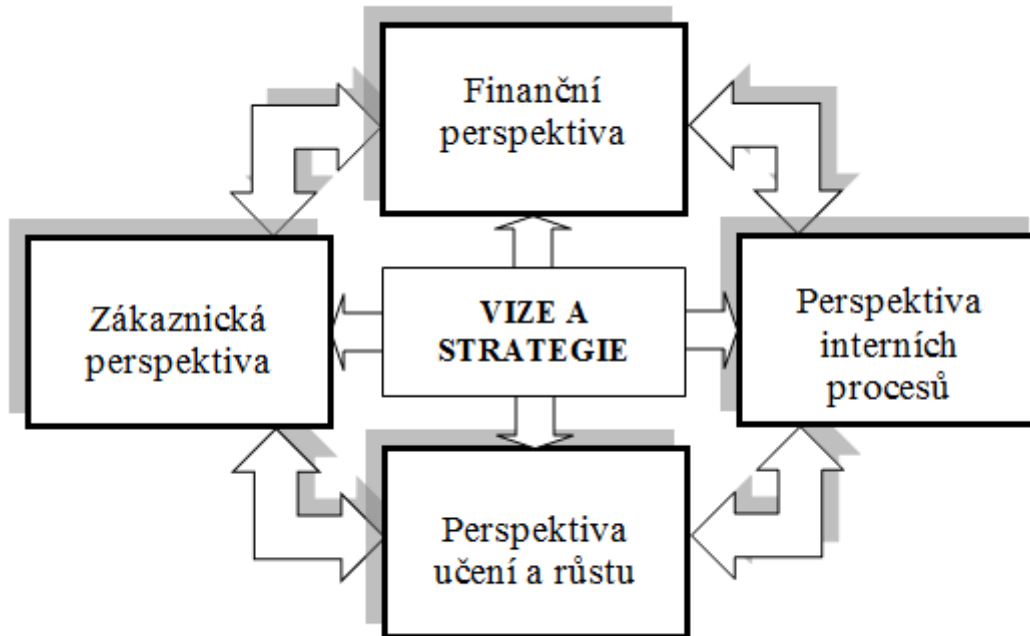 Finanční
perspektiva
Zákaznická
perspektiva
VIZE A
STRATEGIE
Perspektiva
interních
procesů
Perspektiva
učení a růstu